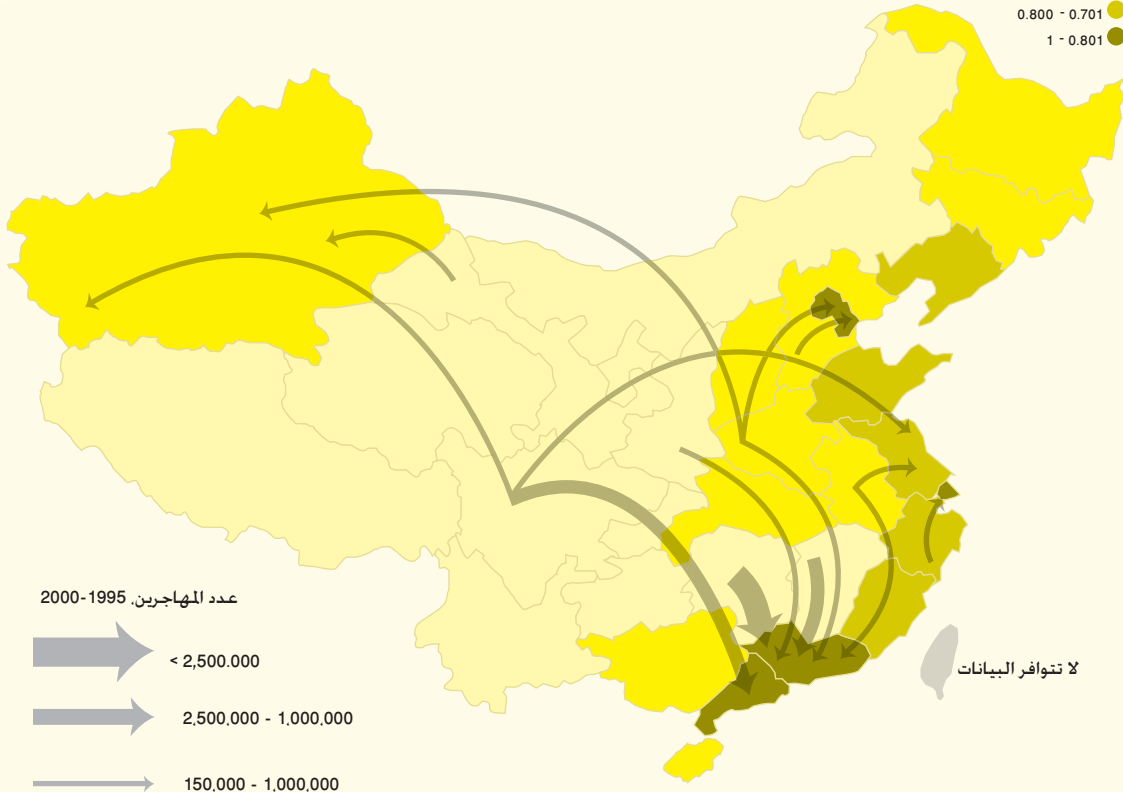 0.800 - 0.701
1 - 0.801
عدد المهاجرين، 1995-2000
< 2,500.000
2,500,000 - 1,000,000
150,000 - 1,000,000
لا تتوافر البيانات